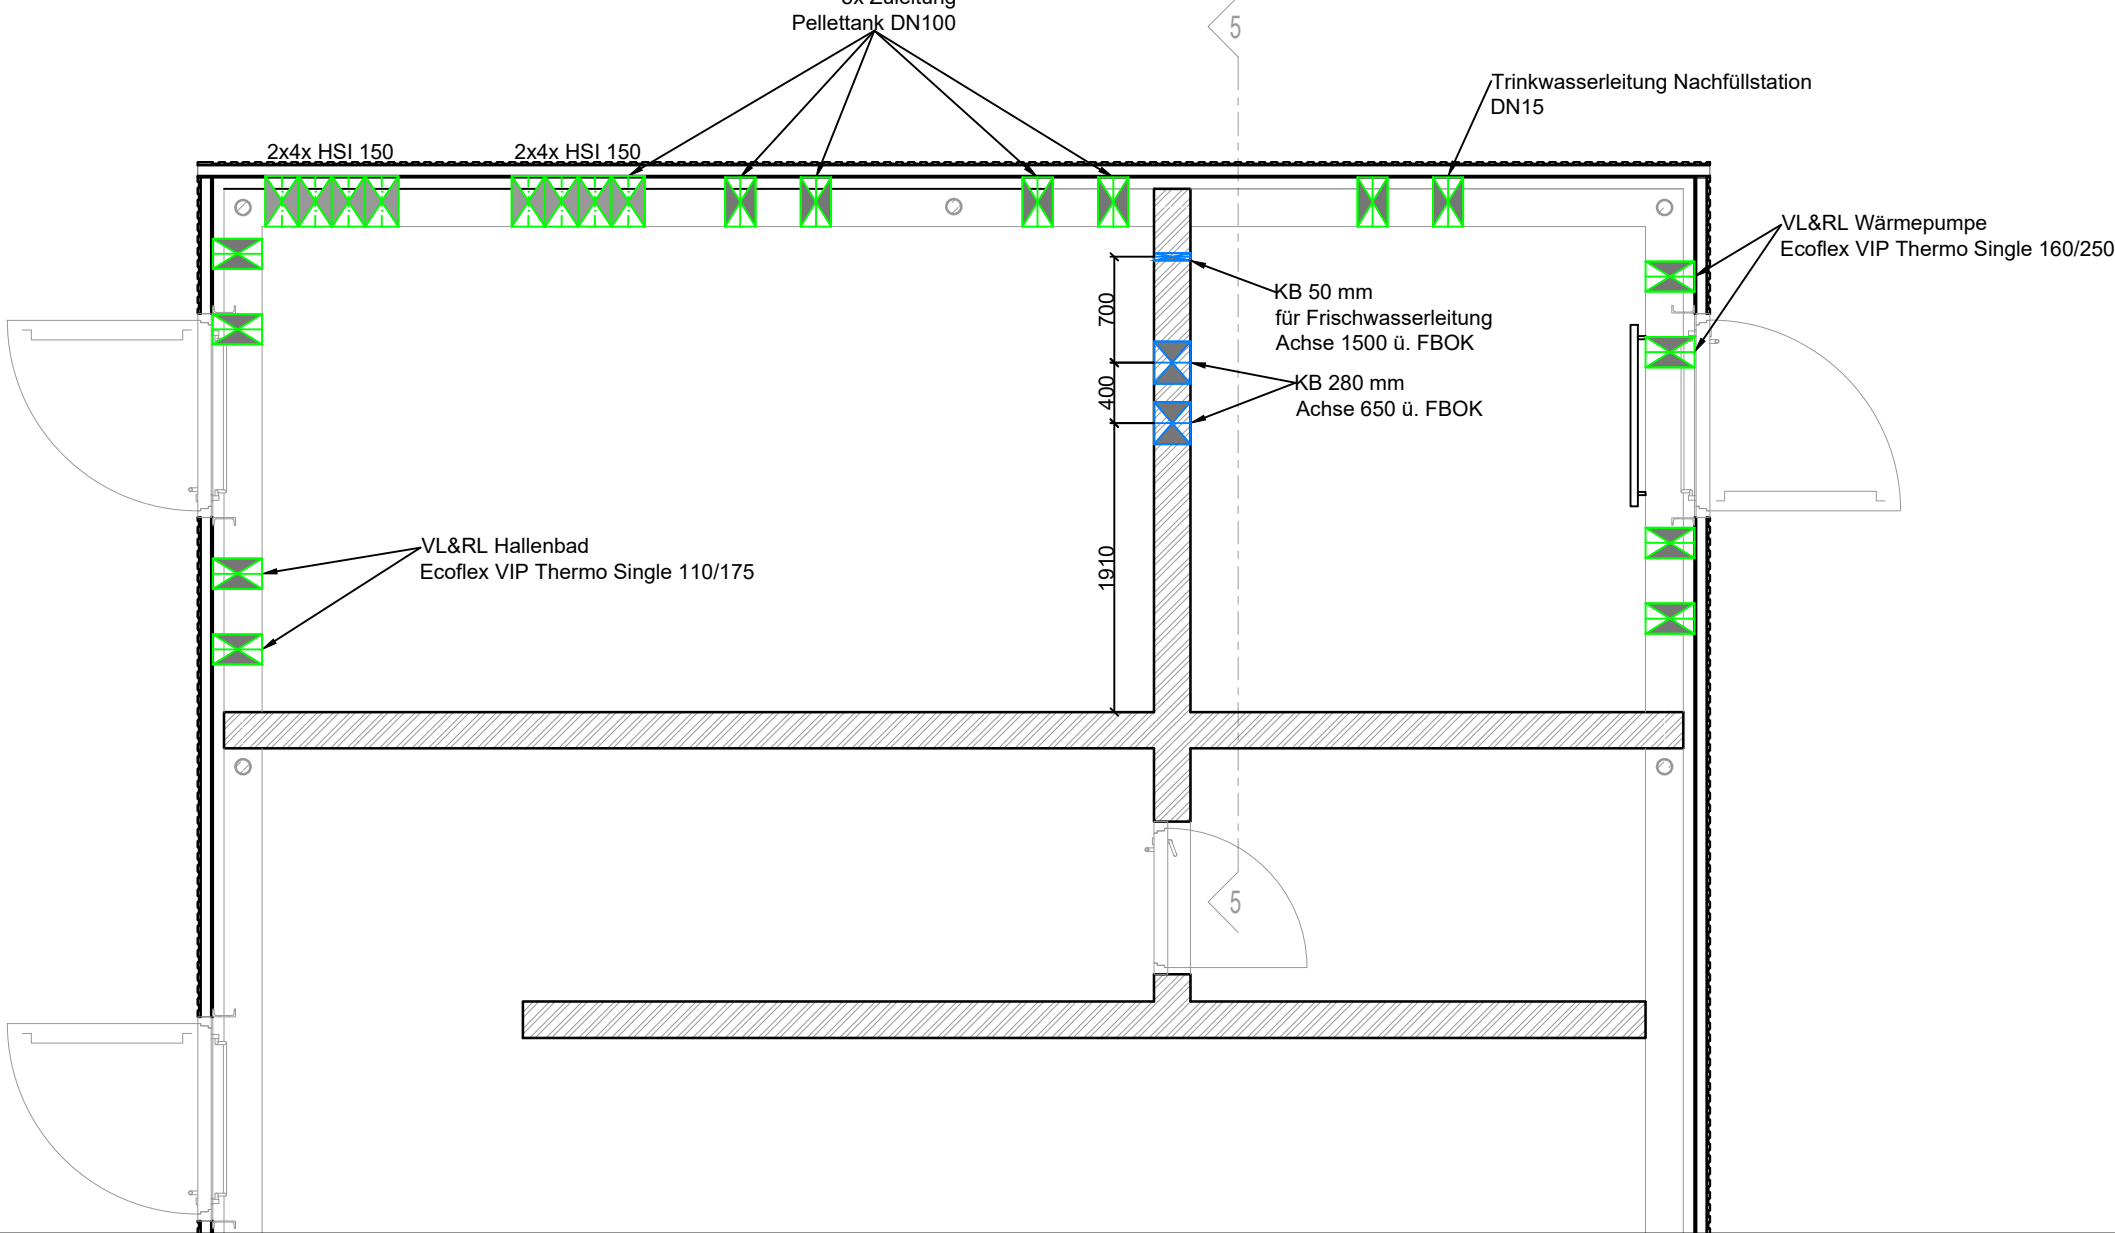 Zuleitung
Pellettank DN100
5
Trinkwasserleitung Nachfüllstation
DN15
2x4x HSI 150
2x4x HSI 150
VL&RL Wärmepumpe
Ecoflex VIP Thermo Single 160/250
700
KB 50 mm
für Frischwasserleitung
Achse 1500 ü. FBOK
400
KB 280 mm
Achse 650 ü. FBOK
1910
VL&RL Hallenbad
Ecoflex VIP Thermo Single 110/175
5